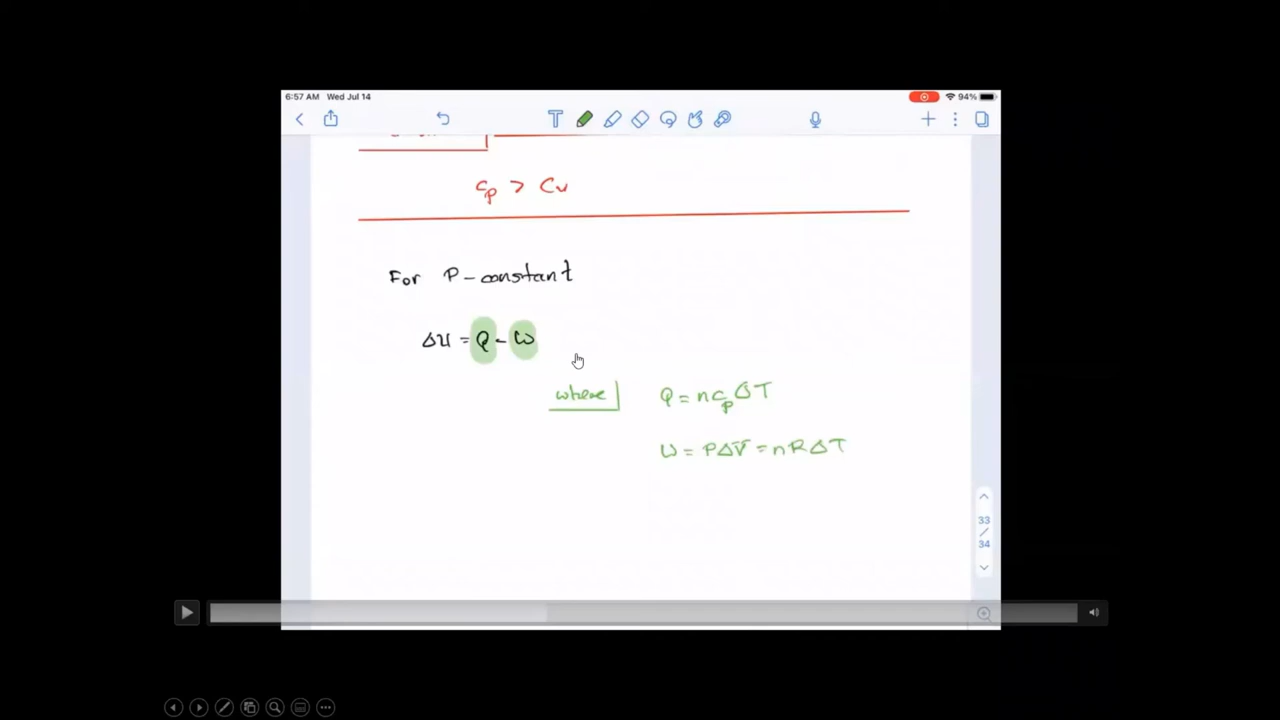 6:57 AM Wed Jul 14
94%
T
Cp > Cv
For P-constant
ΔU = Q - W
where Q = nCpΔT
W = PΔV = nRΔT
33
/
34